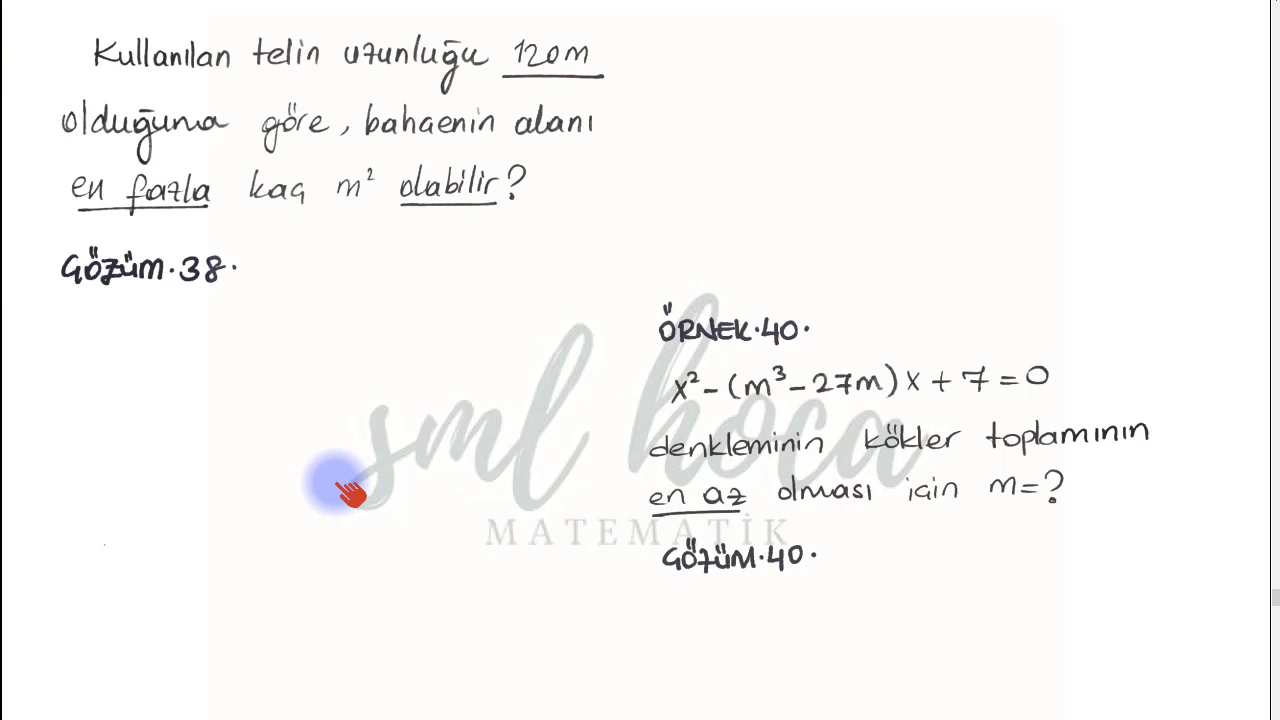 Kullanılan telin uzunluğu 120m
olduğuna göre, bahçenin alanı
en fazla kaç m² olabilir?
ÇÖZÜM.38.
ÖRNEK.40.
x² - (m³ - 27m) x + 7 = 0
denkleminin kökler toplamının
en az olması için m=?
ÇÖZÜM.40.
sml hoca
MATEMATİK